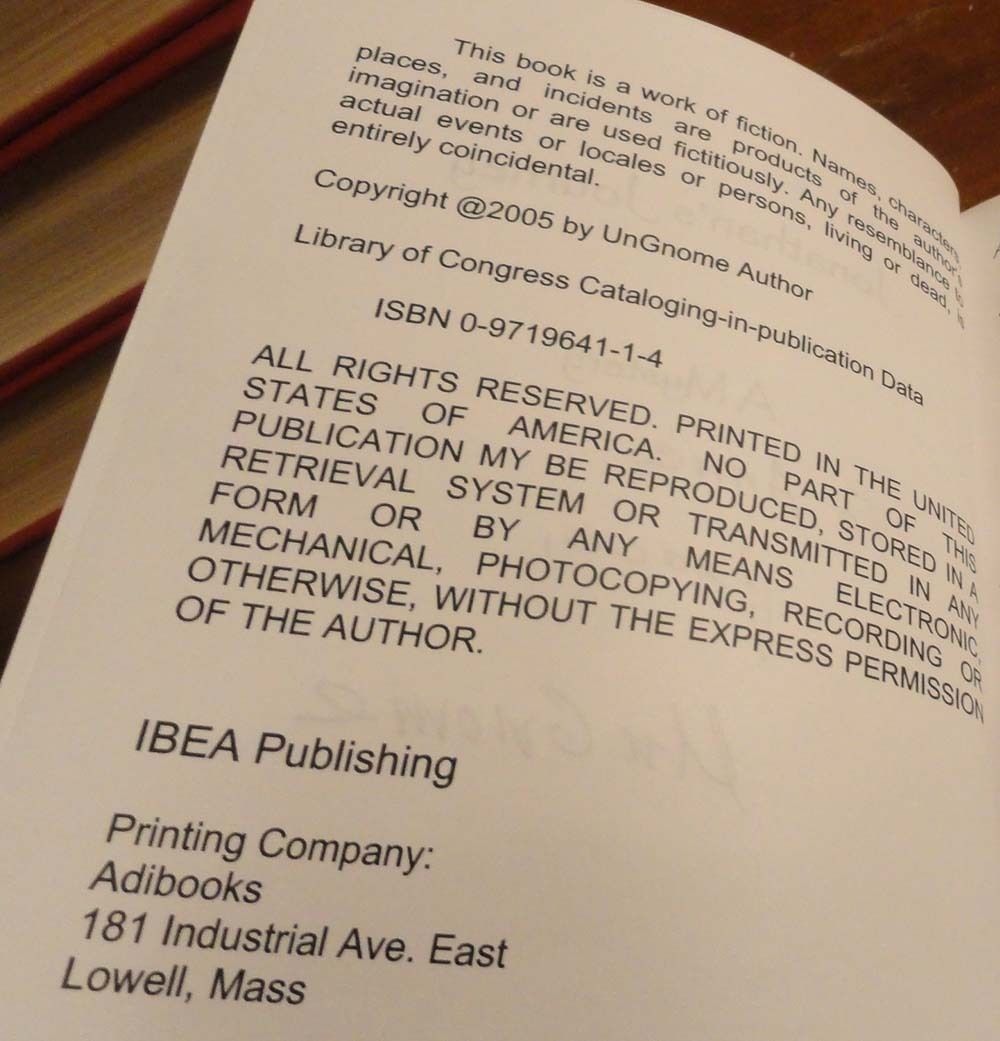 This book is a work of fiction. Names, characters,
places, and incidents are products of the author's
imagination or are used fictitiously. Any resemblance to
actual events or locales or persons, living or dead, is
entirely coincidental.
Copyright @2005 by UnGnome Author
Library of Congress Cataloging-in-publication Data
ISBN 0-9719641-1-4
ALL RIGHTS RESERVED. PRINTED IN THE UNITED
STATES OF AMERICA. NO PART OF THIS
PUBLICATION MY BE REPRODUCED, STORED IN A
RETRIEVAL SYSTEM OR TRANSMITTED IN ANY
FORM OR BY ANY MEANS ELECTRONIC,
MECHANICAL, PHOTOCOPYING, RECORDING OR
OTHERWISE, WITHOUT THE EXPRESS PERMISSION
OF THE AUTHOR.
IBEA Publishing
Printing Company:
Adibooks
181 Industrial Ave. East
Lowell, Mass